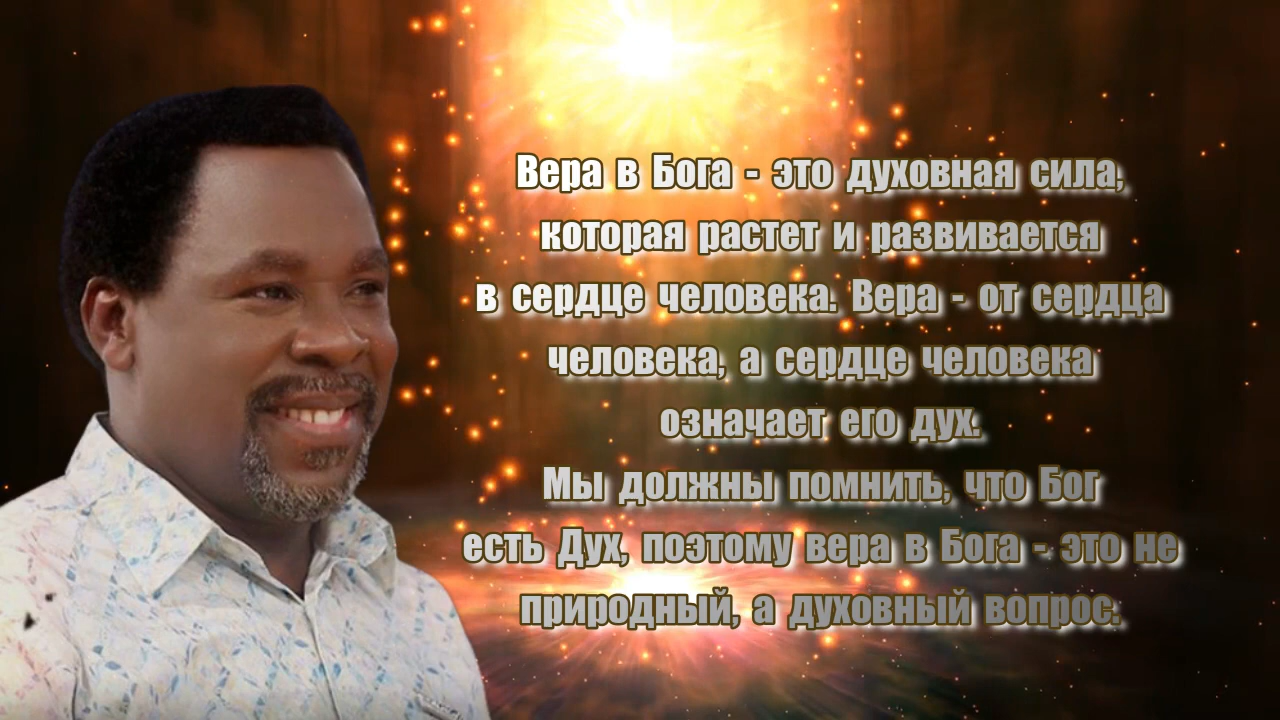 Вера в Бога - это духовная сила,
которая растет и развивается
в сердце человека. Вера - от сердца
человека, а сердце человека
означает его дух.
Мы должны помнить, что Бог
есть Дух, поэтому вера в Бога - это не
природный, а духовный вопрос.